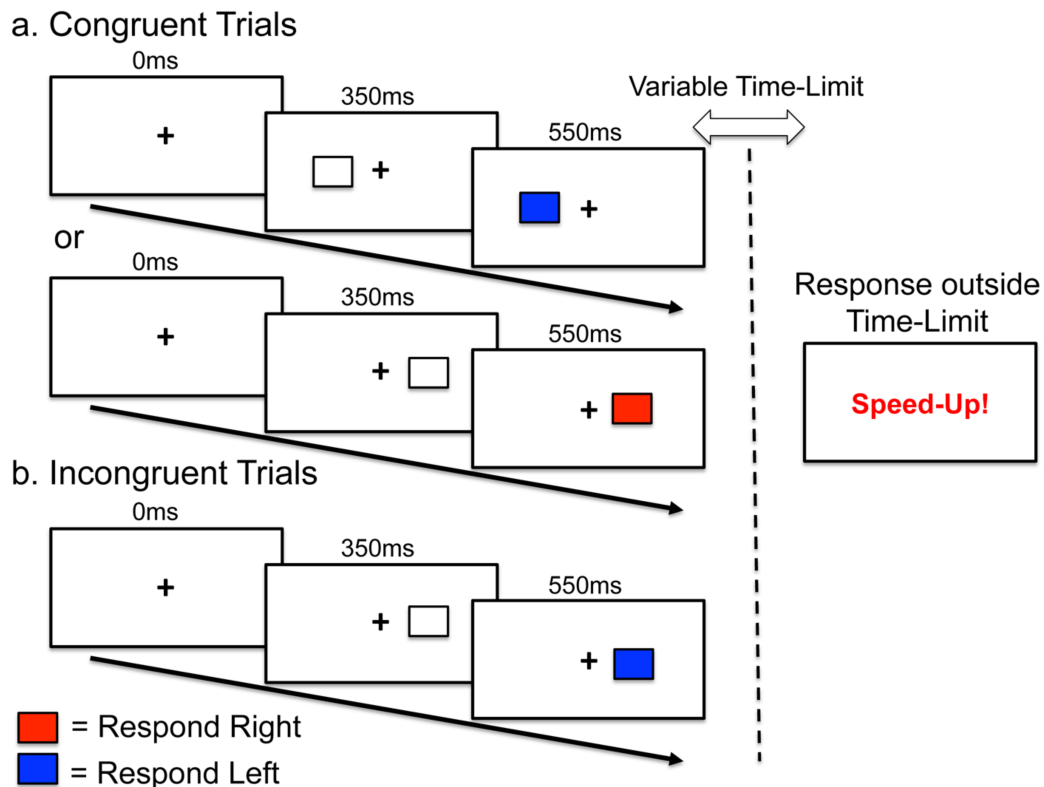 a. Congruent Trials
0ms
350ms
550ms
Variable Time-Limit
or
0ms
350ms
550ms
Response outside
Time-Limit
Speed-Up!
b. Incongruent Trials
0ms
350ms
550ms
= Respond Right
= Respond Left